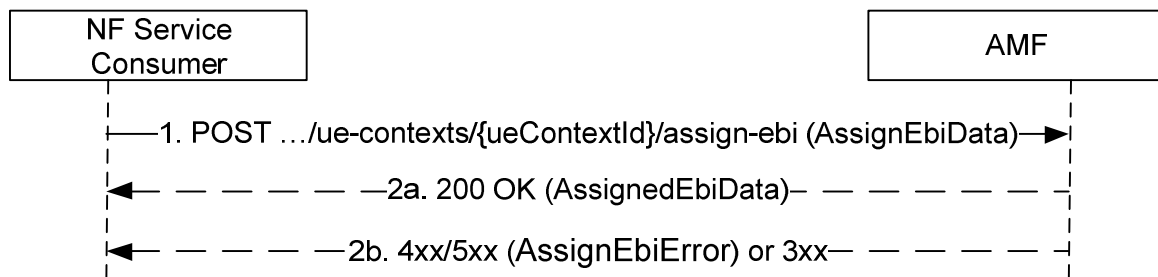 NF Service
Consumer
AMF
1. POST …/ue-contexts/{ueContextId}/assign-ebi (AssignEbiData)
2a. 200 OK (AssignedEbiData)
2b. 4xx/5xx (AssignEbiError) or 3xx